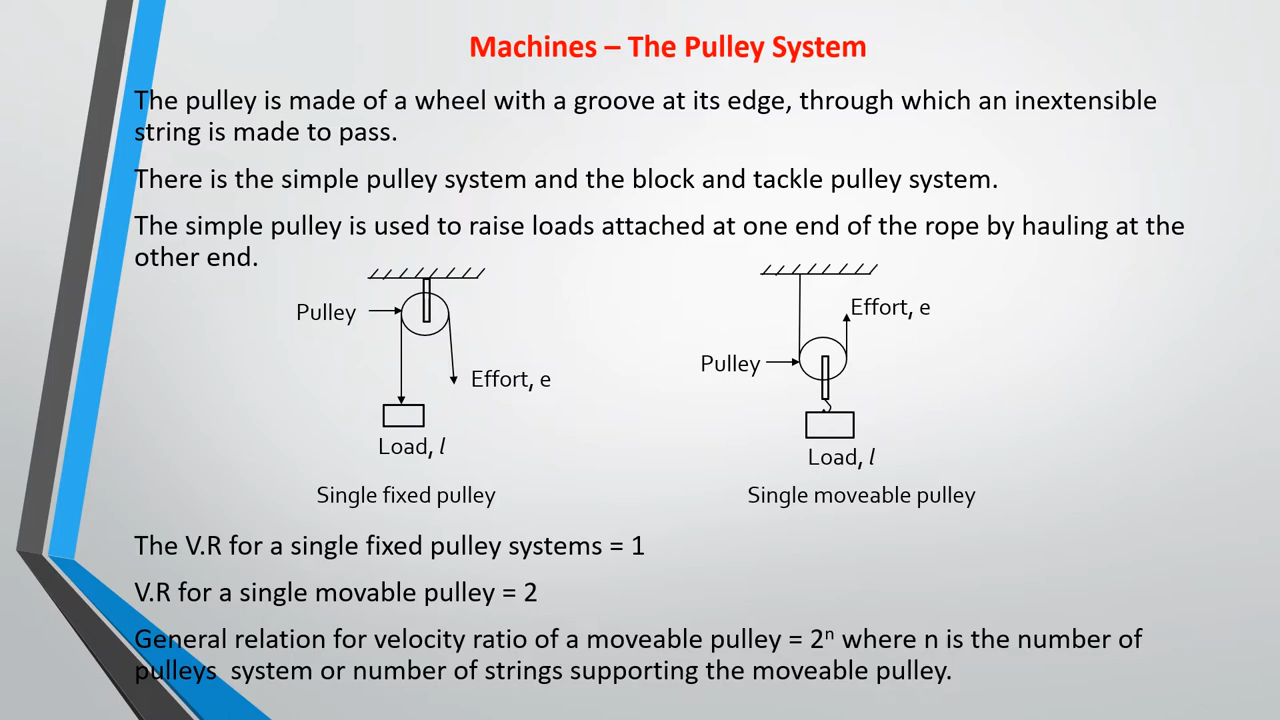 Machines – The Pulley System
The pulley is made of a wheel with a groove at its edge, through which an inextensible
string is made to pass.
There is the simple pulley system and the block and tackle pulley system.
The simple pulley is used to raise loads attached at one end of the rope by hauling at the
other end.
Pulley
Effort, e
Load, l
Single fixed pulley
Effort, e
Pulley
Load, l
Single moveable pulley
The V.R for a single fixed pulley systems = 1
V.R for a single movable pulley = 2
General relation for velocity ratio of a moveable pulley = 2ⁿ where n is the number of
pulleys system or number of strings supporting the moveable pulley.